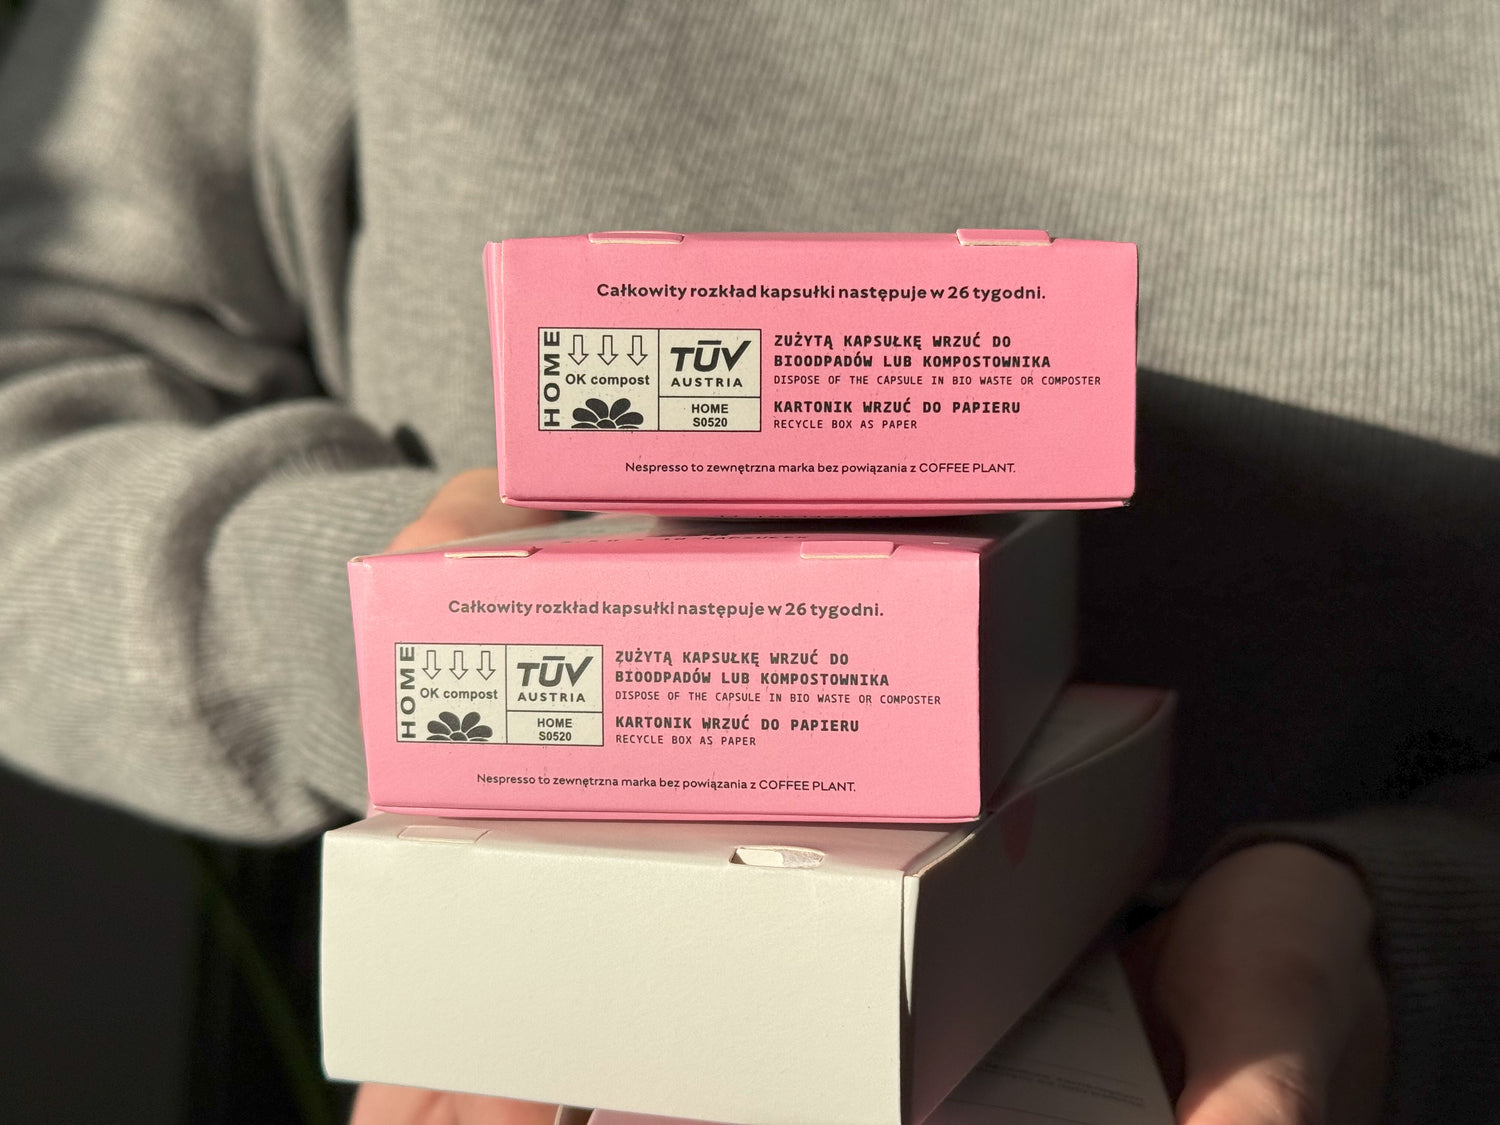 Całkowity rozkład kapsułki następuje w 26 tygodni.
HOME
OK compost
TÜV
AUSTRIA
HOME
S0520
ZUŻYTĄ KAPSUŁKĘ WRZUĆ DO
BIOODPADÓW LUB KOMPOSTOWNIKA
DISPOSE OF THE CAPSULE IN BIO WASTE OR COMPOSTER
KARTONIK WRZUĆ DO PAPIERU
RECYCLE BOX AS PAPER
Nespresso to zewnętrzna marka bez powiązania z COFFEE PLANT.
KAPSUŁEK
Całkowity rozkład kapsułki następuje w 26 tygodni.
HOME
OK compost
TÜV
AUSTRIA
HOME
S0520
ZUŻYTĄ KAPSUŁKĘ WRZUĆ DO
BIOODPADÓW LUB KOMPOSTOWNIKA
DISPOSE OF THE CAPSULE IN BIO WASTE OR COMPOSTER
KARTONIK WRZUĆ DO PAPIERU
RECYCLE BOX AS PAPER
Nespresso to zewnętrzna marka bez powiązania z COFFEE PLANT.